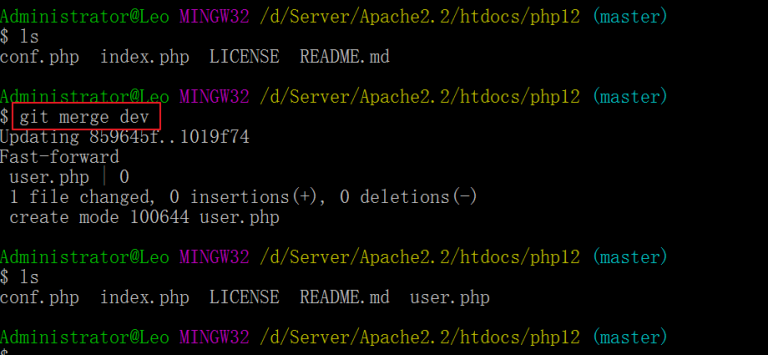 Administrator@Leo MINGW32 /d/Server/Apache2.2/htdocs/php12 (master)
$ ls
conf.php  index.php  LICENSE  README.md
Administrator@Leo MINGW32 /d/Server/Apache2.2/htdocs/php12 (master)
$ git merge dev
Updating 859645f..1019f74
Fast-forward
 user.php | 0
 1 file changed, 0 insertions(+), 0 deletions(-)
 create mode 100644 user.php
Administrator@Leo MINGW32 /d/Server/Apache2.2/htdocs/php12 (master)
$ ls
conf.php  index.php  LICENSE  README.md  user.php
Administrator@Leo MINGW32 /d/Server/Apache2.2/htdocs/php12 (master)
$